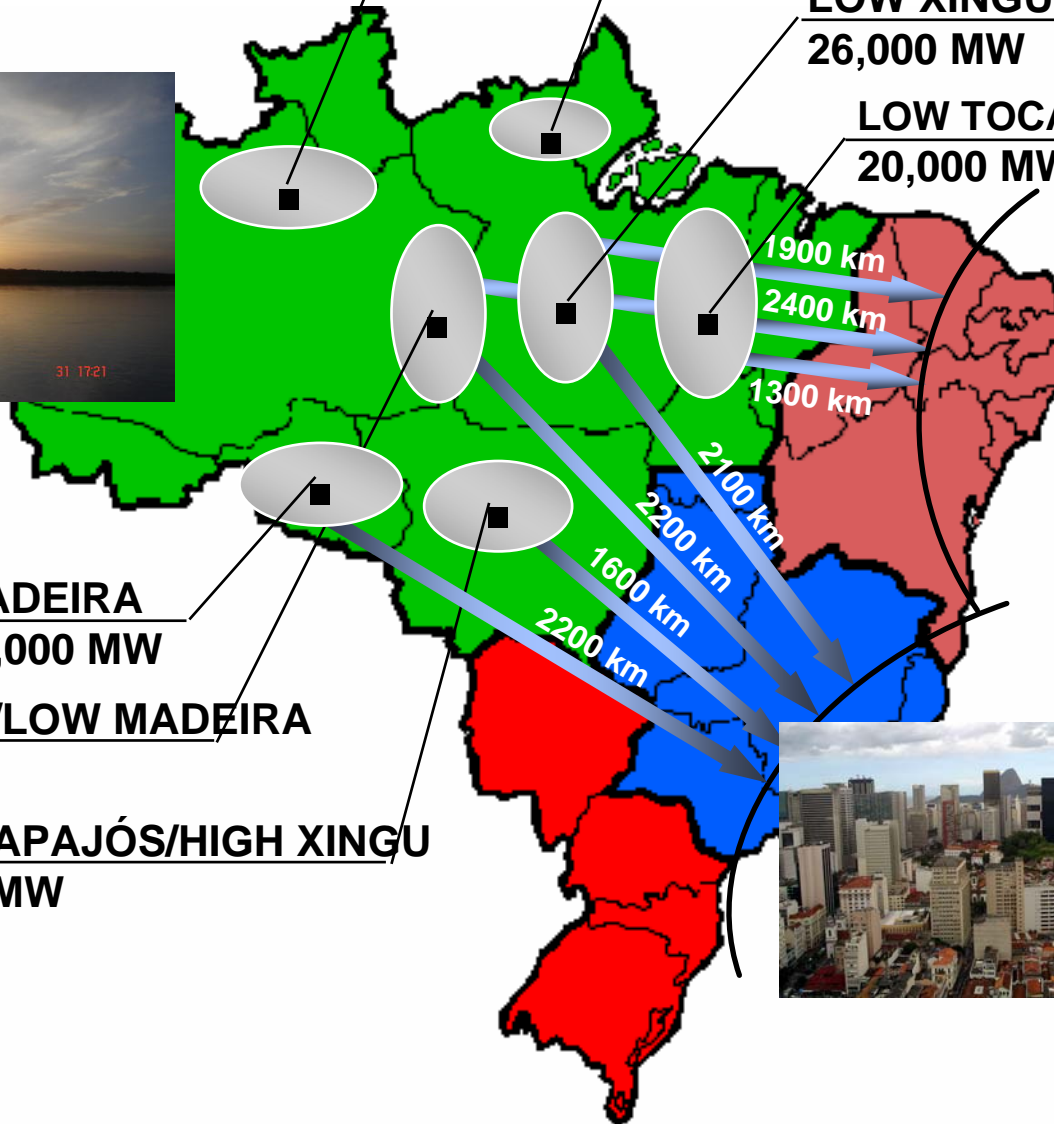 LOW XINGU
26,000 MW
LOW TOCA
20,000 MW
1900 km
2400 km
1300 km
31 17:21
2100 km
2200 km
1600 km
2200 km
ADEIRA
,000 MW
/LOW MADEIRA
APAJÓS/HIGH XINGU
MW